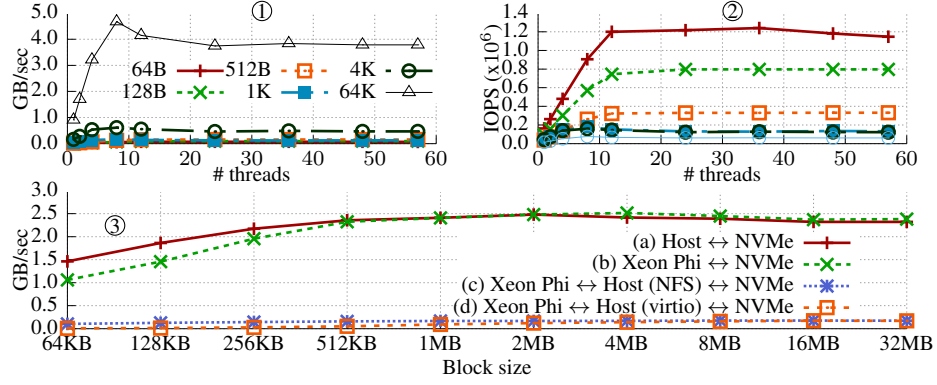 ①
GB/sec
5.0
4.0
3.0
2.0
1.0
0.0
64B 512B 4K
128B 1K 64K
0 10 20 30 40 50 60
# threads
②
IOPS (x10^6)
1.4
1.2
1.0
0.8
0.6
0.4
0.2
0.0
0 10 20 30 40 50 60
# threads
③
GB/sec
3.0
2.5
2.0
1.5
1.0
0.5
0.0
(a) Host ↔ NVMe
(b) Xeon Phi ↔ NVMe
(c) Xeon Phi ↔ Host (NFS) ↔ NVMe
(d) Xeon Phi ↔ Host (virtio) ↔ NVMe
64KB 128KB 256KB 512KB 1MB 2MB 4MB 8MB 16MB 32MB
Block size